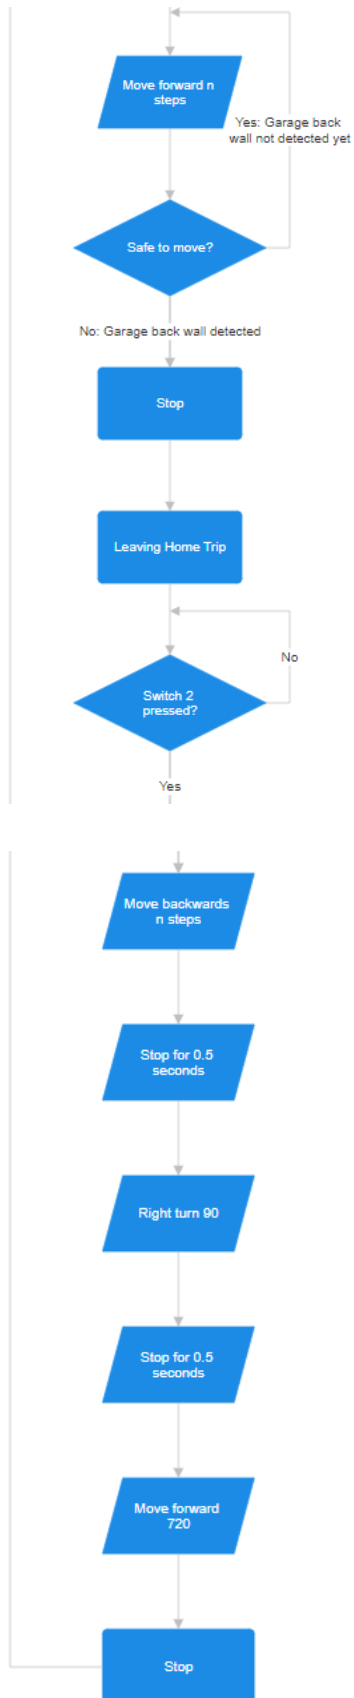 Move forward n
steps
Yes: Garage back
wall not detected yet
Safe to move?
No: Garage back wall detected
Stop
Leaving Home Trip
No
Switch 2
pressed?
Yes
Move backwards
n steps
Stop for 0.5
seconds
Right turn 90
Stop for 0.5
seconds
Move forward
720
Stop